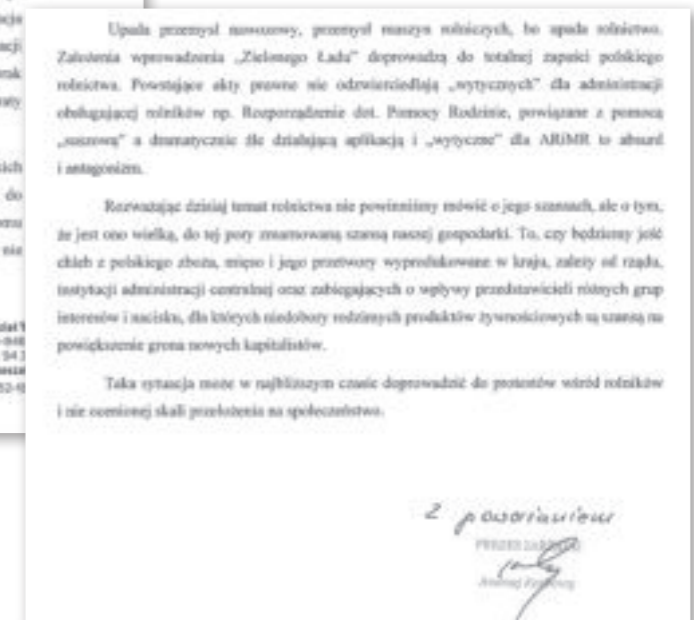 Upada przemysł nawozowy, przemysł maszyn rolniczych, bo upada rolnictwo.
Założenia wprowadzenia „Zielonego Ładu” doprowadzą do totalnej zapaści polskiego
rolnictwa. Powstające akty prawne nie odzwierciedlają „wytycznych” dla administracji
obsługującej rolników np. Rozporządzenie dot. Pomocy Rodzinie, powiązane z pomocą
„suszową” a dramatycznie źle działającą aplikacją i „wytyczne” dla ARiMR to absurd
i antagonizm.
Rozważając dzisiaj temat rolnictwa nie powinniśmy mówić o jego szansach, ale o tym,
że jest ono wielką, do tej pory zmarnowaną szansą naszej gospodarki. To, czy będziemy jeść
chleb z polskiego zboża, mięso i jego przetwory wyprodukowane w kraju, zależy od rządu,
instytucji administracji centralnej oraz zabiegających o wpływy przedstawicieli różnych grup
interesów i nacisku, dla których niedobory rodzimych produktów żywnościowych są szansą na
powiększenie grona nowych kapitalistów.
Taka sytuacja może w najbliższym czasie doprowadzić do protestów wśród rolników
i nie ocenionej skali przełożenia na społeczeństwo.
Z poważaniem
PREZES ZARZĄDU
Andrzej